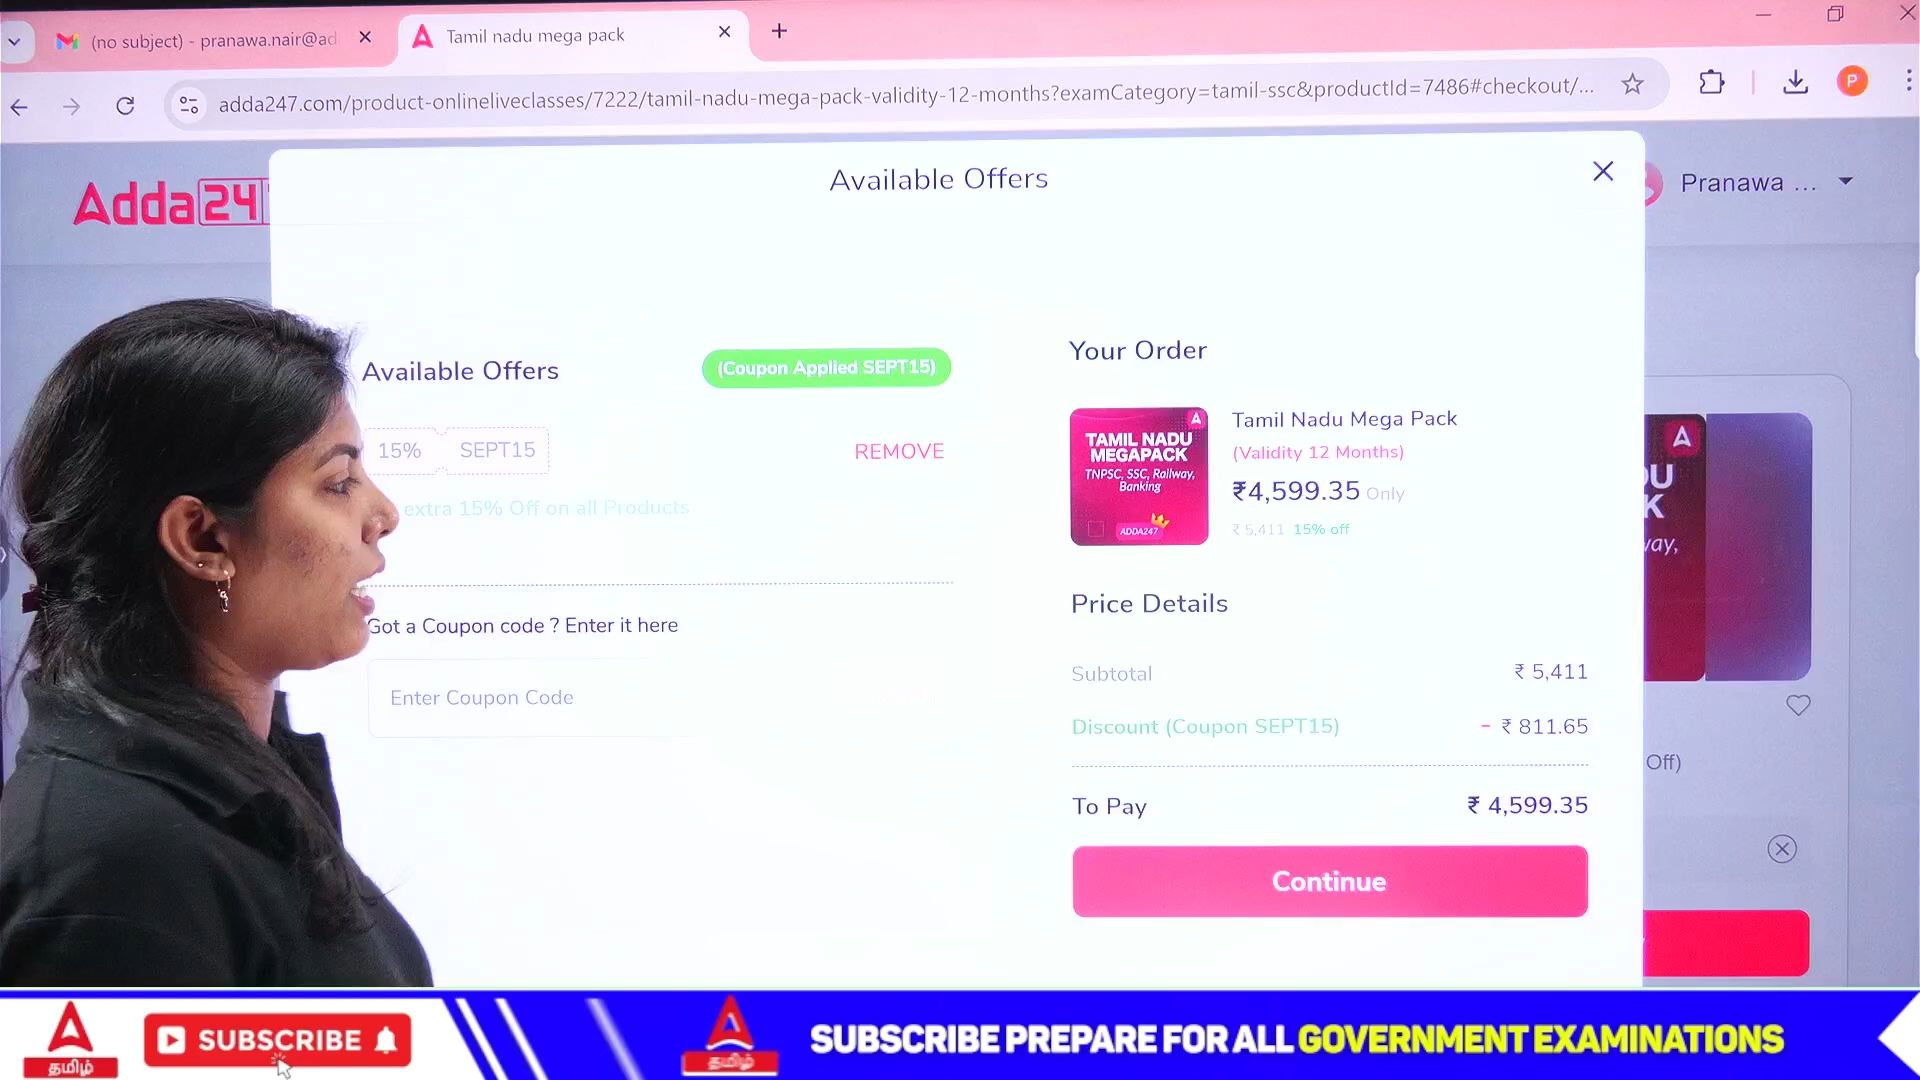 (no subject) - pranawa.nair@ad
Tamil nadu mega pack
adda247.com/product-onlineliveclasses/7222/tamil-nadu-mega-pack-validity-12-months?examCategory=tamil-ssc&productId=7486#checkout/...
P
Available Offers
Adda24
Pranawa ...
Available Offers
(Coupon Applied SEPT15)
15% SEPT15
REMOVE
extra 15% Off on all Products
Got a Coupon code ? Enter it here
Enter Coupon Code
Your Order
TAMIL NADU
MEGAPACK
TNPSC, SSC, Railway,
Banking
ADDA247
Tamil Nadu Mega Pack
(Validity 12 Months)
₹4,599.35 Only
₹ 5,411 15% off
Price Details
Subtotal ₹ 5,411
Discount (Coupon SEPT15) - ₹ 811.65
To Pay ₹ 4,599.35
Continue
DU
K
way,
Off)
தமிழ்
SUBSCRIBE
தமிழ்
SUBSCRIBE PREPARE FOR ALL GOVERNMENT EXAMINATIONS